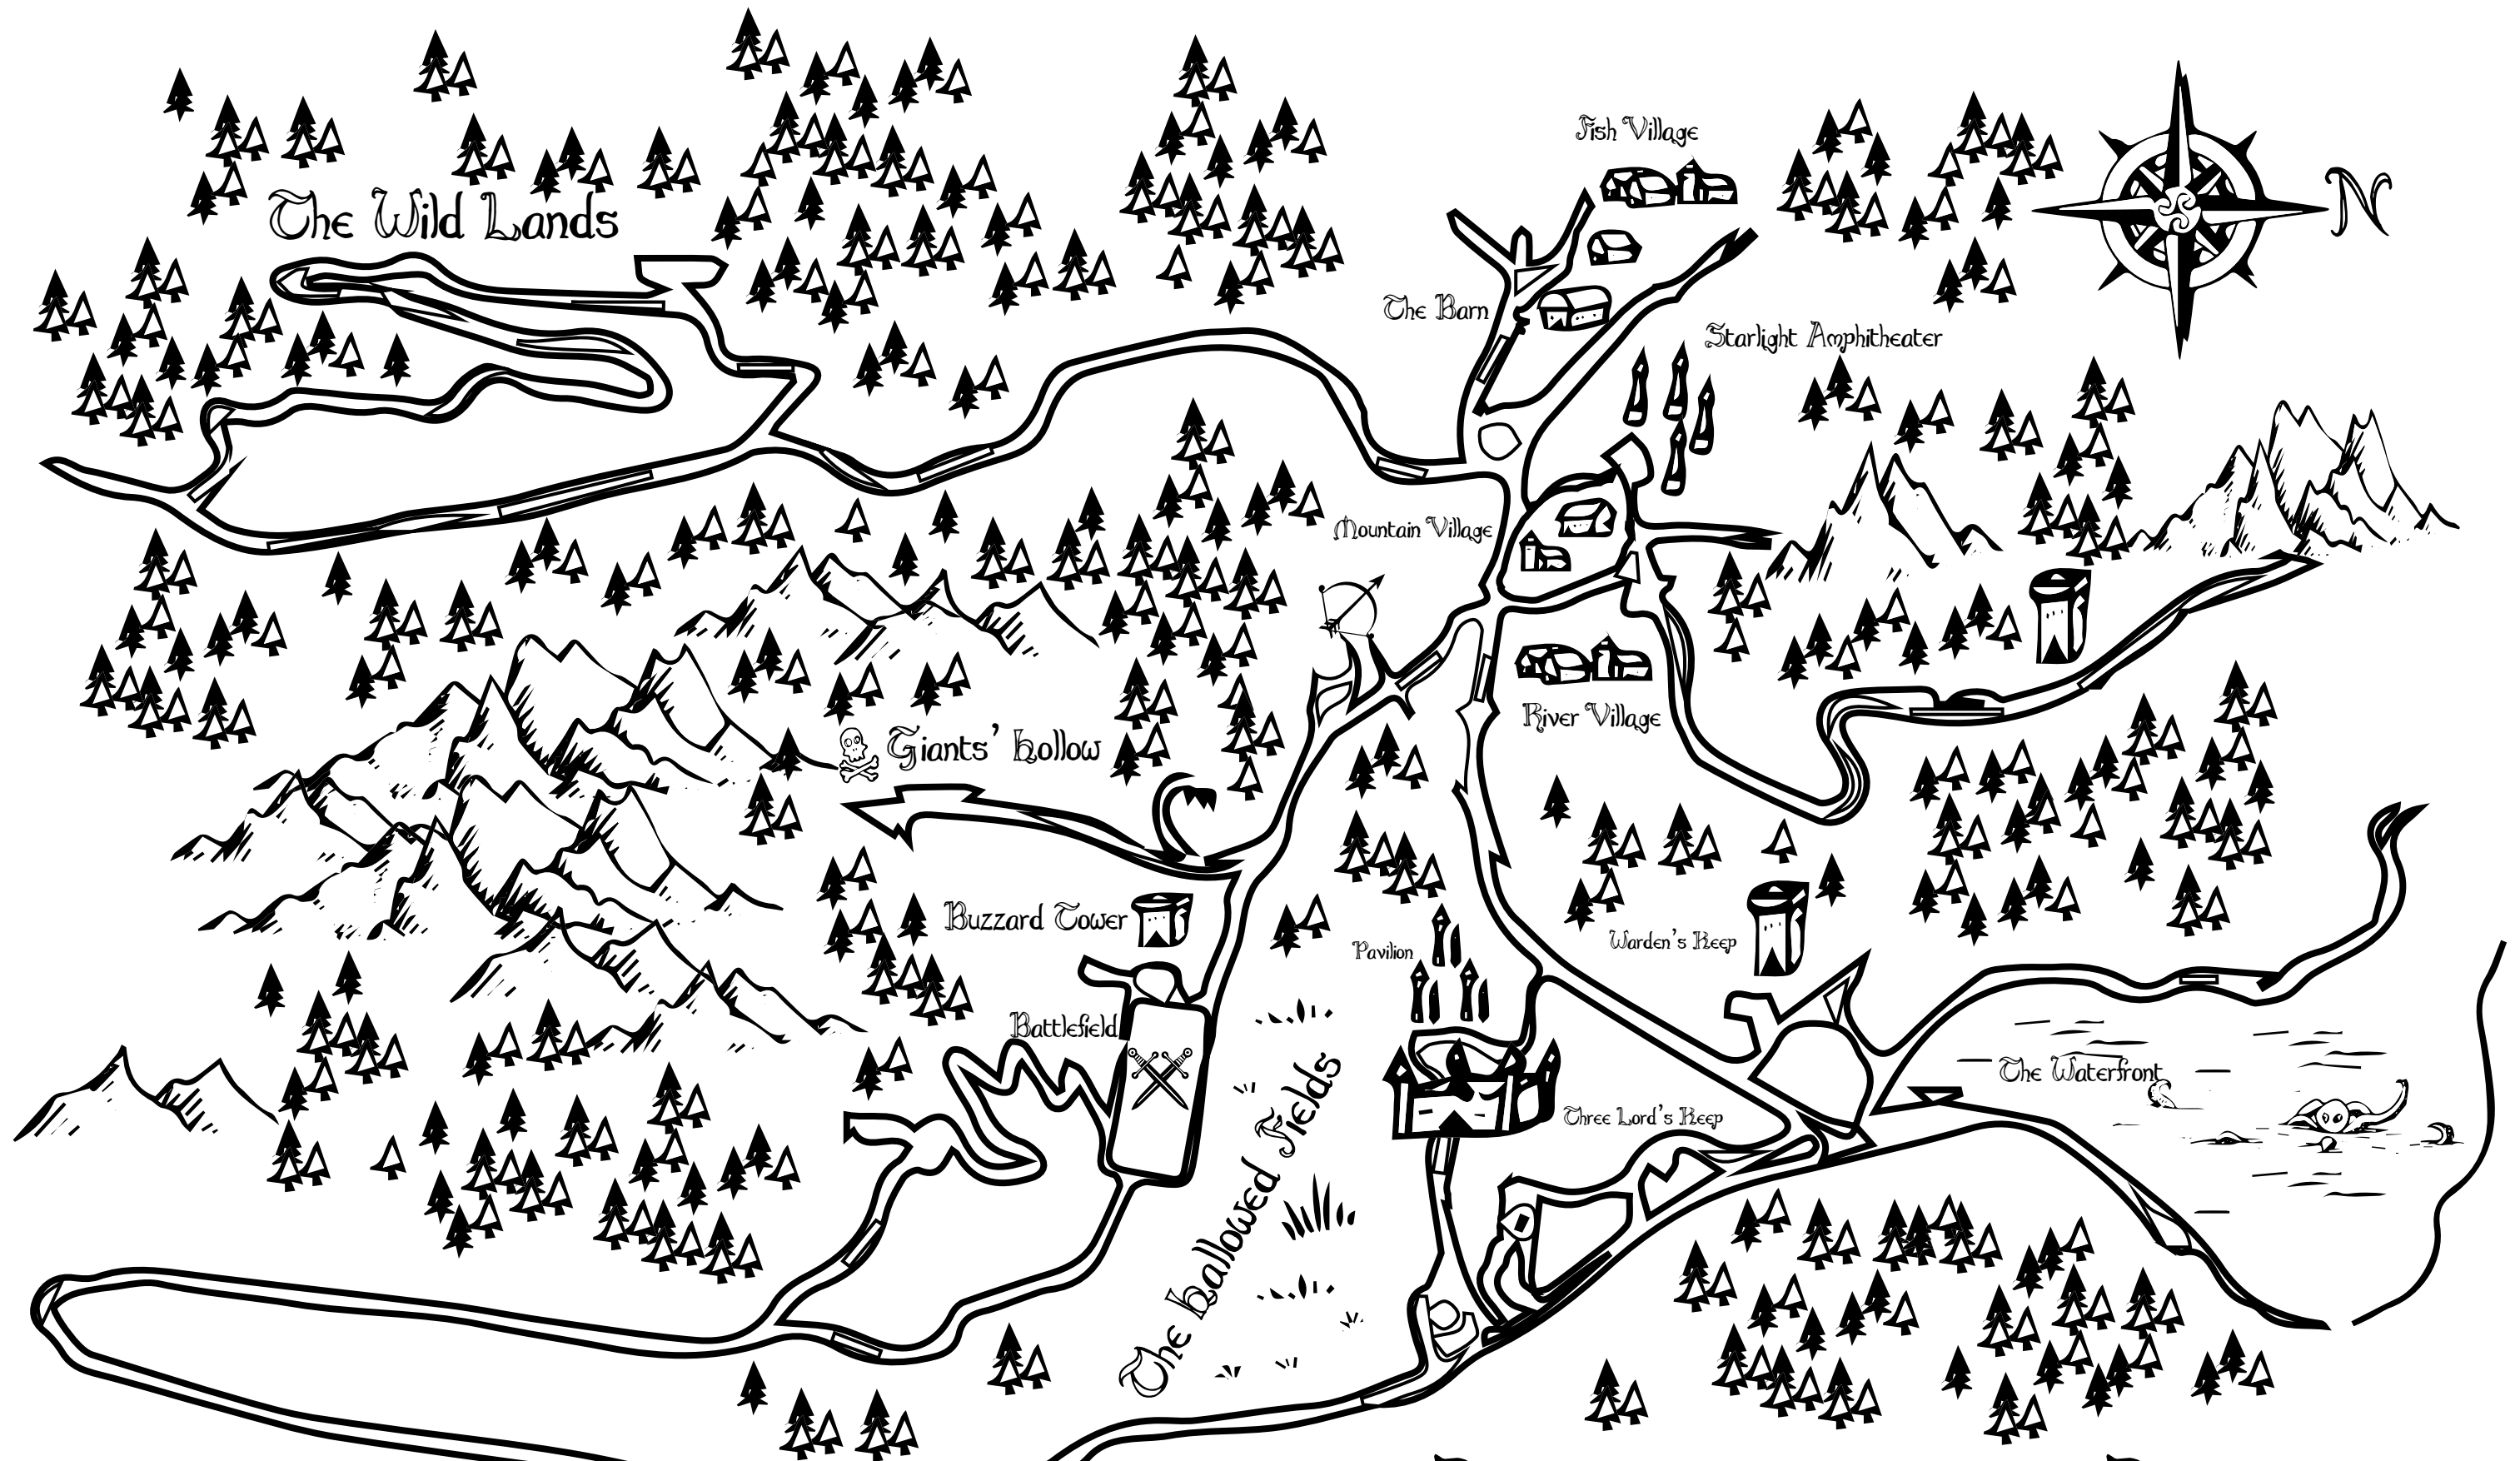 Fish Village
The Wild Lands
N
The Barn
Starlight Amphitheater
Mountain Village
River Village
Giants' Hollow
Buzzard Tower
Pavilion
Warden's Keep
Battlefield
The Waterfront
Three Lord's Keep
The Hallowed Fields